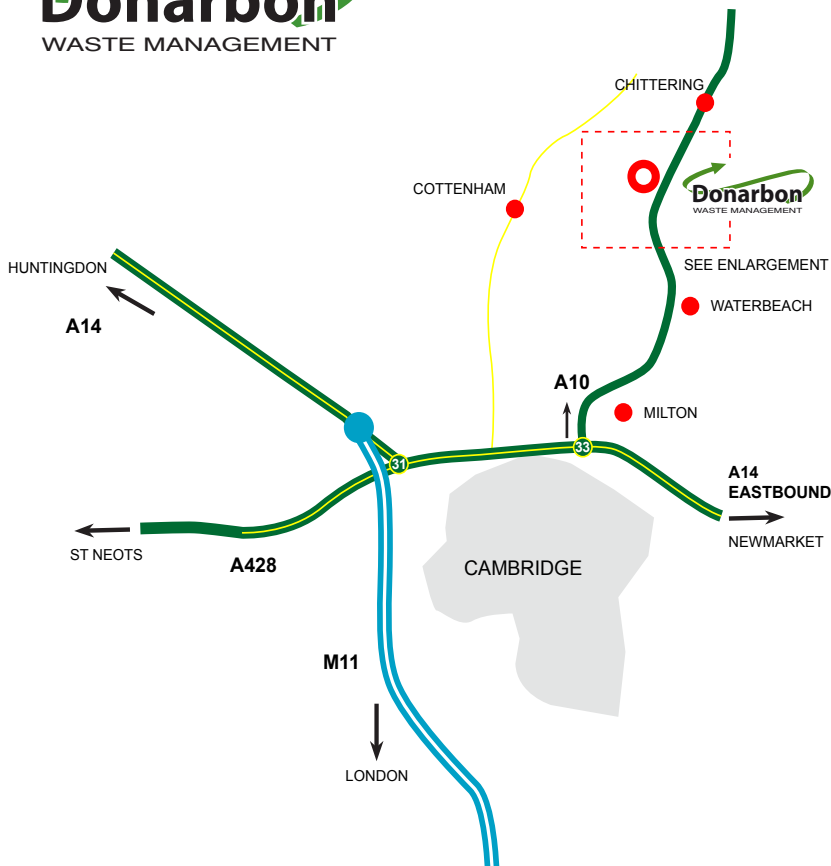 Donarbon
WASTE MANAGEMENT
CHITTERING
COTTENHAM
Donarbon
WASTE MANAGEMENT
HUNTINGDON
SEE ENLARGEMENT
WATERBEACH
A14
A10
MILTON
33
31
A14
EASTBOUND
NEWMARKET
ST NEOTS
A428
CAMBRIDGE
M11
LONDON